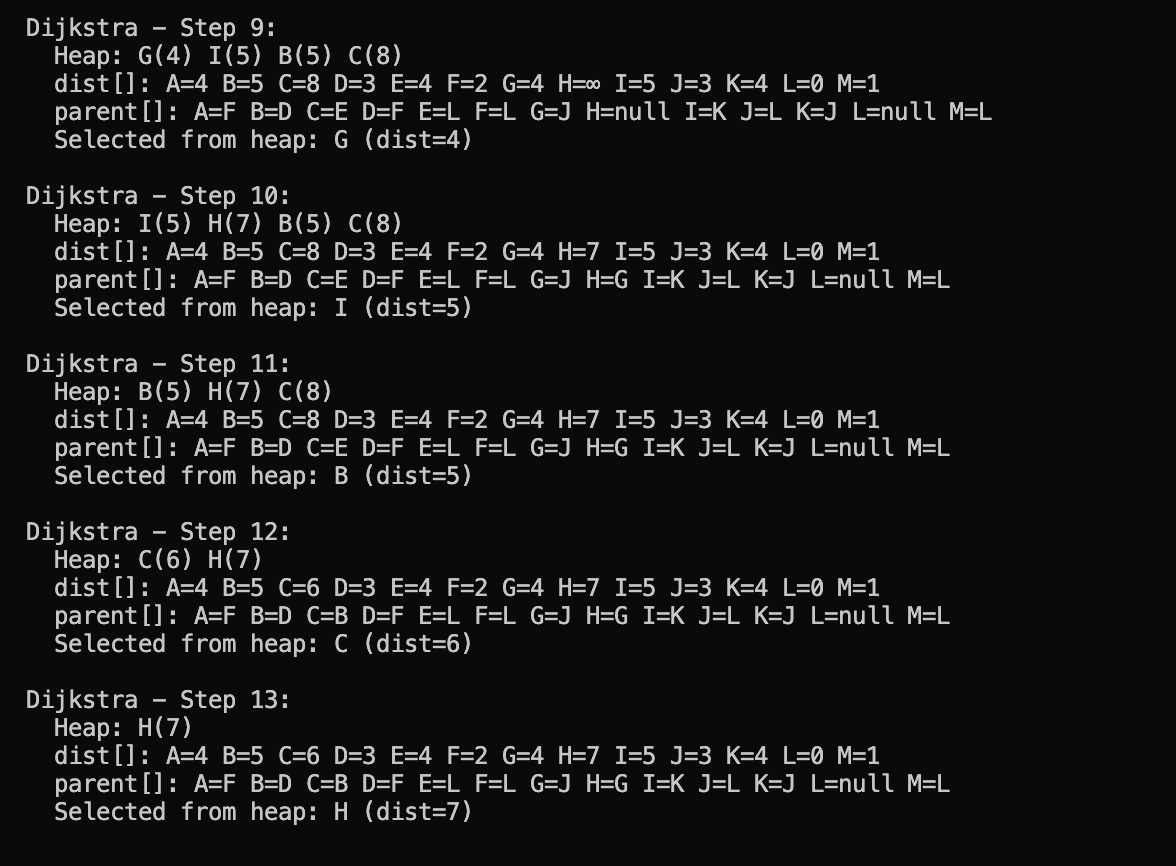 Dijkstra – Step 9:
Heap: G(4) I(5) B(5) C(8)
dist[]: A=4 B=5 C=8 D=3 E=4 F=2 G=4 H=∞ I=5 J=3 K=4 L=0 M=1
parent[]: A=F B=D C=E D=F E=L F=L G=J H=null I=K J=L K=J L=null M=L
Selected from heap: G (dist=4)
Dijkstra – Step 10:
Heap: I(5) H(7) B(5) C(8)
dist[]: A=4 B=5 C=8 D=3 E=4 F=2 G=4 H=7 I=5 J=3 K=4 L=0 M=1
parent[]: A=F B=D C=E D=F E=L F=L G=J H=G I=K J=L K=J L=null M=L
Selected from heap: I (dist=5)
Dijkstra – Step 11:
Heap: B(5) H(7) C(8)
dist[]: A=4 B=5 C=8 D=3 E=4 F=2 G=4 H=7 I=5 J=3 K=4 L=0 M=1
parent[]: A=F B=D C=E D=F E=L F=L G=J H=G I=K J=L K=J L=null M=L
Selected from heap: B (dist=5)
Dijkstra – Step 12:
Heap: C(6) H(7)
dist[]: A=4 B=5 C=6 D=3 E=4 F=2 G=4 H=7 I=5 J=3 K=4 L=0 M=1
parent[]: A=F B=D C=B D=F E=L F=L G=J H=G I=K J=L K=J L=null M=L
Selected from heap: C (dist=6)
Dijkstra – Step 13:
Heap: H(7)
dist[]: A=4 B=5 C=6 D=3 E=4 F=2 G=4 H=7 I=5 J=3 K=4 L=0 M=1
parent[]: A=F B=D C=B D=F E=L F=L G=J H=G I=K J=L K=J L=null M=L
Selected from heap: H (dist=7)